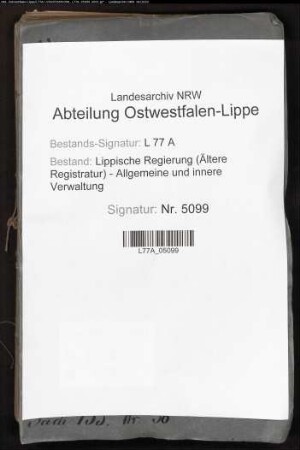 Landesarchiv NRW
Abteilung Ostwestfalen-Lippe
Bestands-Signatur: L 77 A
Bestand: Lippische Regierung (Ältere
Registratur) - Allgemeine und innere
Verwaltung
Signatur: Nr. 5099
L77A_05099